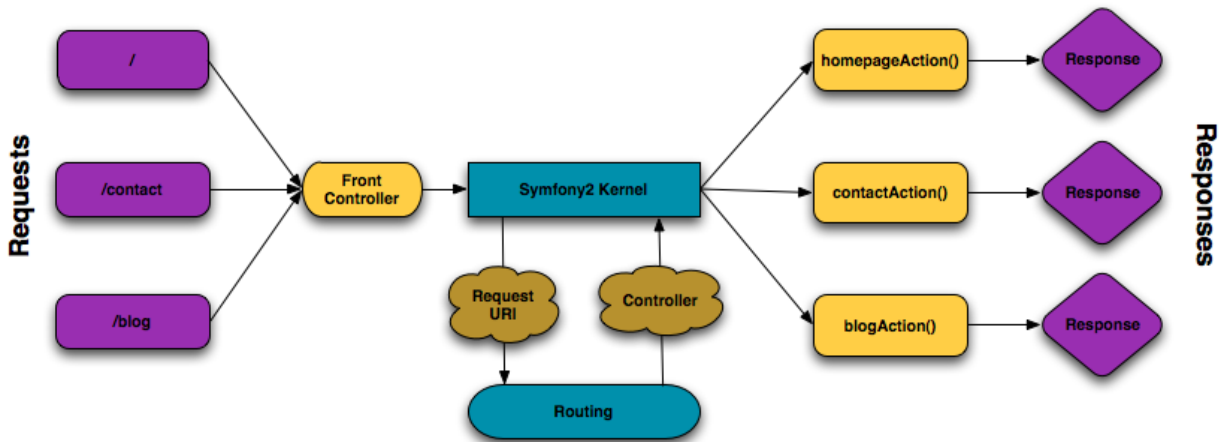 Requests
/
/contact
/blog
Front
Controller
Symfony2 Kernel
Request
URI
Controller
Routing
homepageAction()
contactAction()
blogAction()
Response
Response
Response
Responses